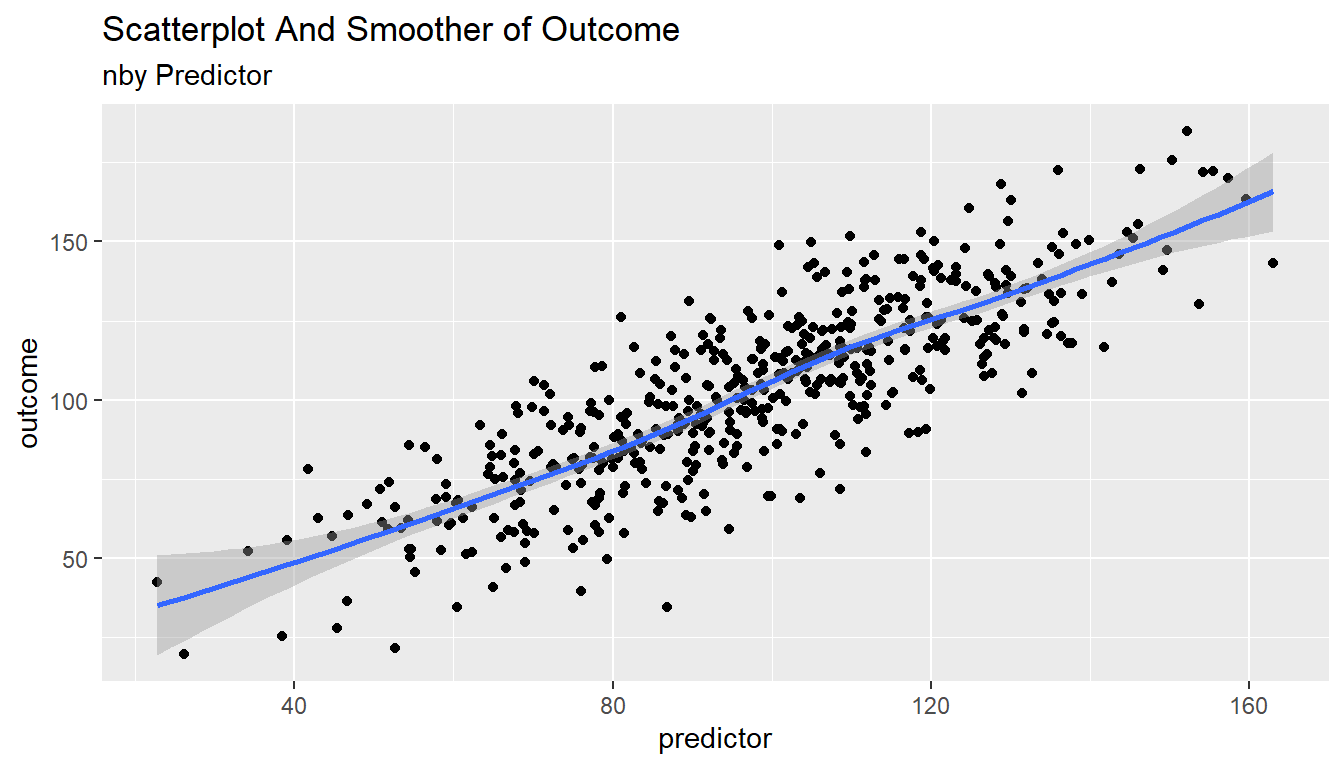 Scatterplot And Smoother of Outcome
nby Predictor
outcome
150
100
50
40 80 120 160
predictor